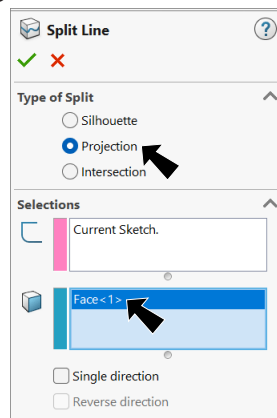 Split Line
?
Type of Split
Silhouette
Projection
Intersection
Selections
Current Sketch.
Face<1>
Single direction
Reverse direction